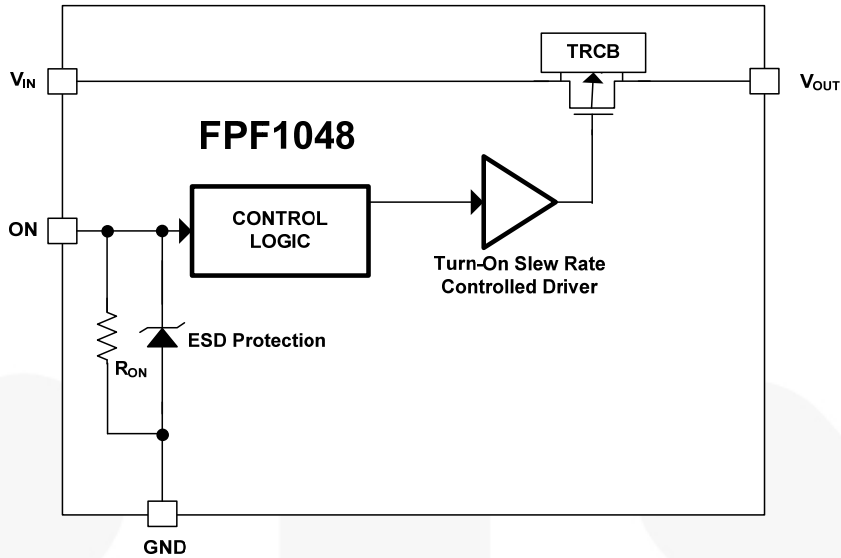 TRCB
VIN
VOUT
FPF1048
ON
CONTROL
LOGIC
Turn-On Slew Rate
Controlled Driver
ESD Protection
RON
GND